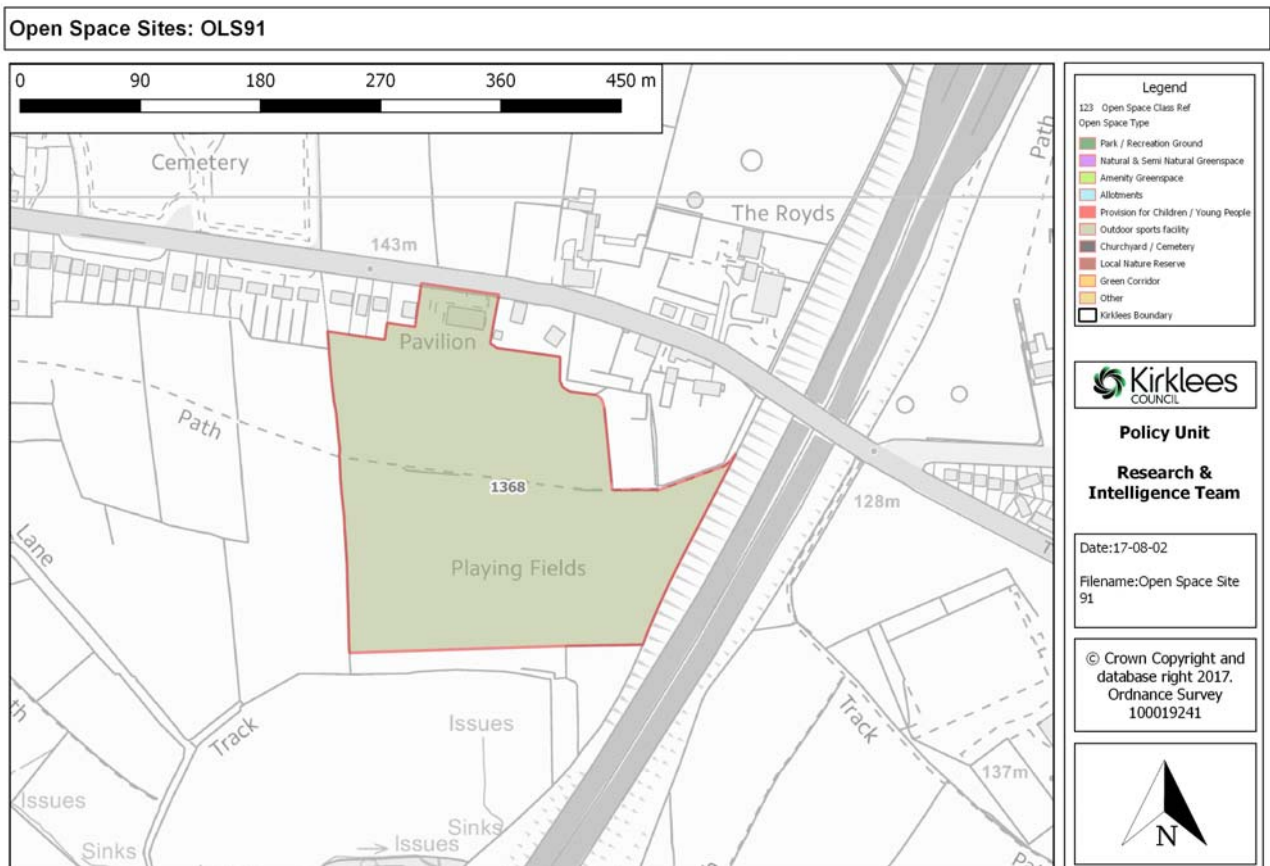 Open Space Sites: OLS91
0 90 180 270 360 450 m
Cemetery
The Royds
Path
143m
Pavilion
Path
1368
128m
Lane
Playing Fields
Track
Issues
Track
137m
Issues
Sinks
Sinks
Issues
Legend
123 Open Space Class Ref
Open Space Type
Park / Recreation Ground
Natural & Semi Natural Greenspace
Amenity Greenspace
Allotments
Provision for Children / Young People
Outdoor sports facility
Churchyard / Cemetery
Local Nature Reserve
Green Corridor
Other
Kirklees Boundary
Kirklees
COUNCIL
Policy Unit
Research &
Intelligence Team
Date:17-08-02
Filename:Open Space Site
91
© Crown Copyright and
database right 2017.
Ordnance Survey
100019241
N